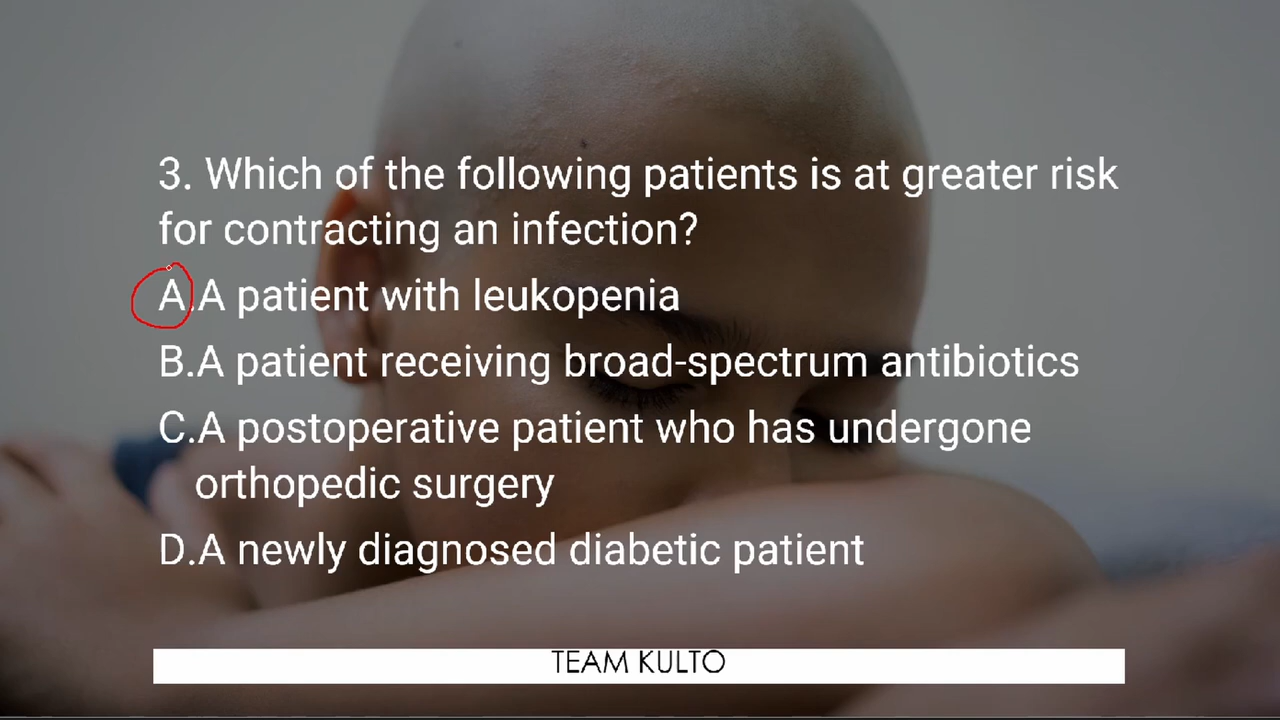 3. Which of the following patients is at greater risk
for contracting an infection?
A.A patient with leukopenia
B.A patient receiving broad-spectrum antibiotics
C.A postoperative patient who has undergone
orthopedic surgery
D.A newly diagnosed diabetic patient
TEAM KULTO